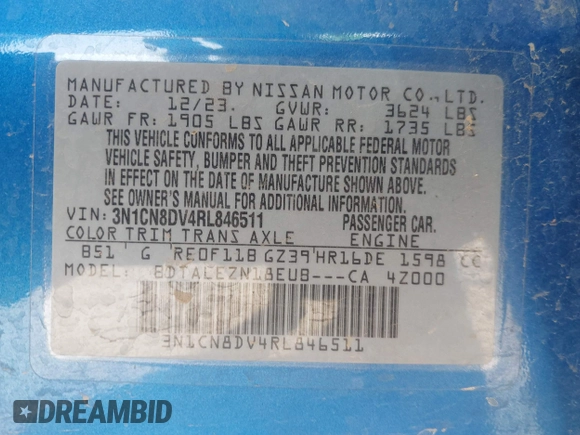 MANUFACTURED BY NISSAN MOTOR CO., LTD.
DATE: 12/23. GVWR: 3624 LBS
GAWR FR: 1905 LBS GAWR RR: 1735 LBS
THIS VEHICLE CONFORMS TO ALL APPLICABLE FEDERAL MOTOR
VEHICLE SAFETY, BUMPER AND THEFT PREVENTION STANDARDS
IN EFFECT ON THE DATE OF MANUFACTURE SHOWN ABOVE.
SEE OWNER'S MANUAL FOR ADDITIONAL INFORMATION.
VIN: 3N1CN8DV4RL846511 PASSENGER CAR.
COLOR TRIM TRANS AXLE ENGINE
B51 G RE0F11B GZ39 HR16DE 1598 CC
BDTALEZN18EUB---CA 4Z000
3N1CN8DV4RL846511
DREAMBID